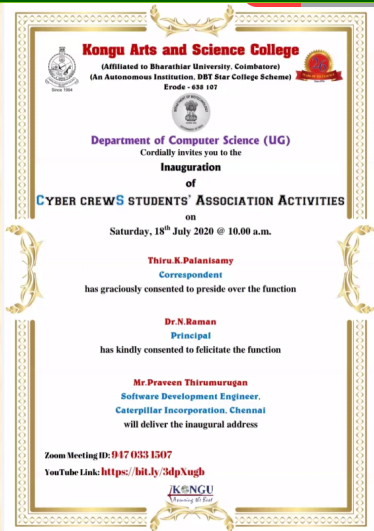 Kongu Arts and Science College
(Affiliated to Bharathiar University, Coimbatore)
(An Autonomous Institution, DBT Star College Scheme)
Erode - 638 107
Since 1994
Department of Computer Science (UG)
Cordially invites you to the
Inauguration
of
CYBER CREWS STUDENTS' ASSOCIATION ACTIVITIES
on
Saturday, 18th July 2020 @ 10.00 a.m.
Thiru.K.Palanisamy
Correspondent
has graciously consented to preside over the function
Dr.N.Raman
Principal
has kindly consented to felicitate the function
Mr.Praveen Thirumurugan
Software Development Engineer,
Caterpillar Incorporation, Chennai
will deliver the inaugural address
Zoom Meeting ID: 947 033 1507
YouTube Link: https://bit.ly/3dpXugh
KONGU